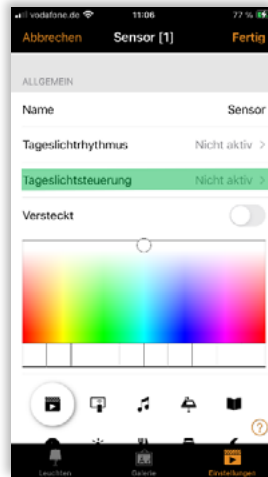 vodafone.de 11:06 77 %
Abbrechen Sensor [1] Fertig
ALLGEMEIN
Name Sensor
Tageslichtrhythmus Nicht aktiv >
Tageslichtsteuerung Nicht aktiv >
Versteckt
?
Leuchten Galerie Einstellungen